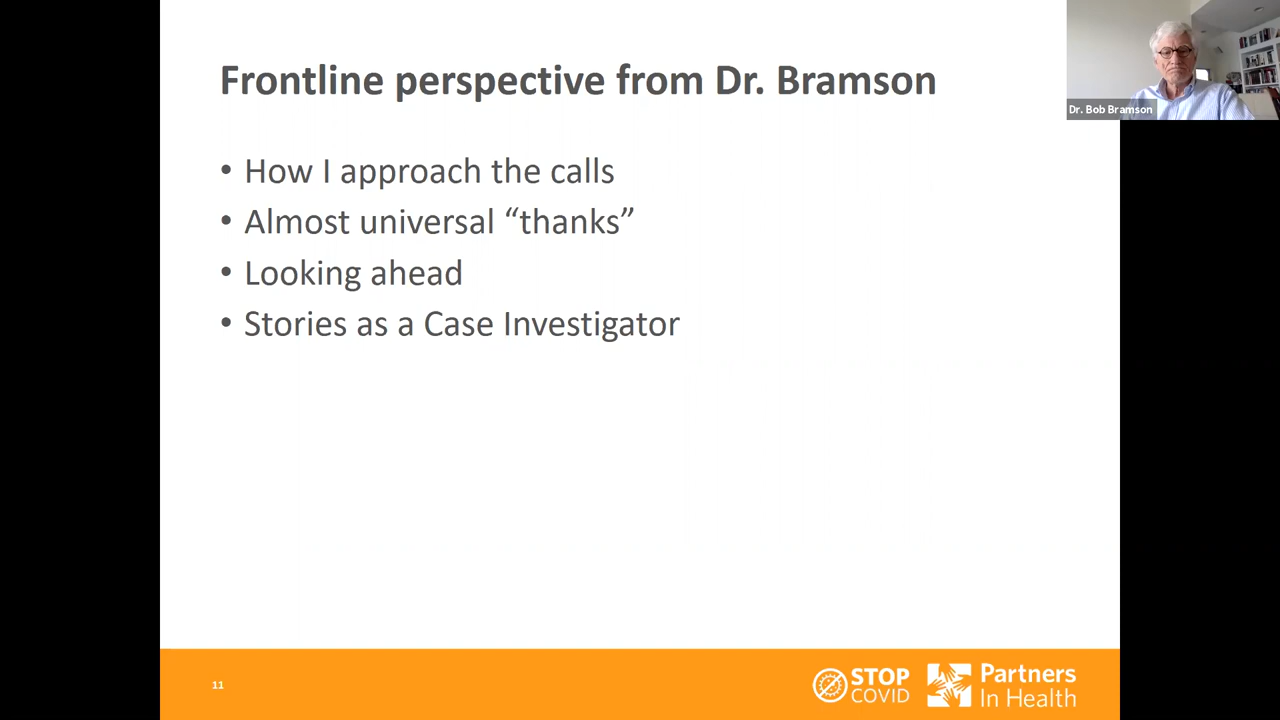 Frontline perspective from Dr. Bramson
Dr. Bob Bramson
• How I approach the calls
• Almost universal “thanks”
• Looking ahead
• Stories as a Case Investigator
11
STOP
COVID
Partners
In Health